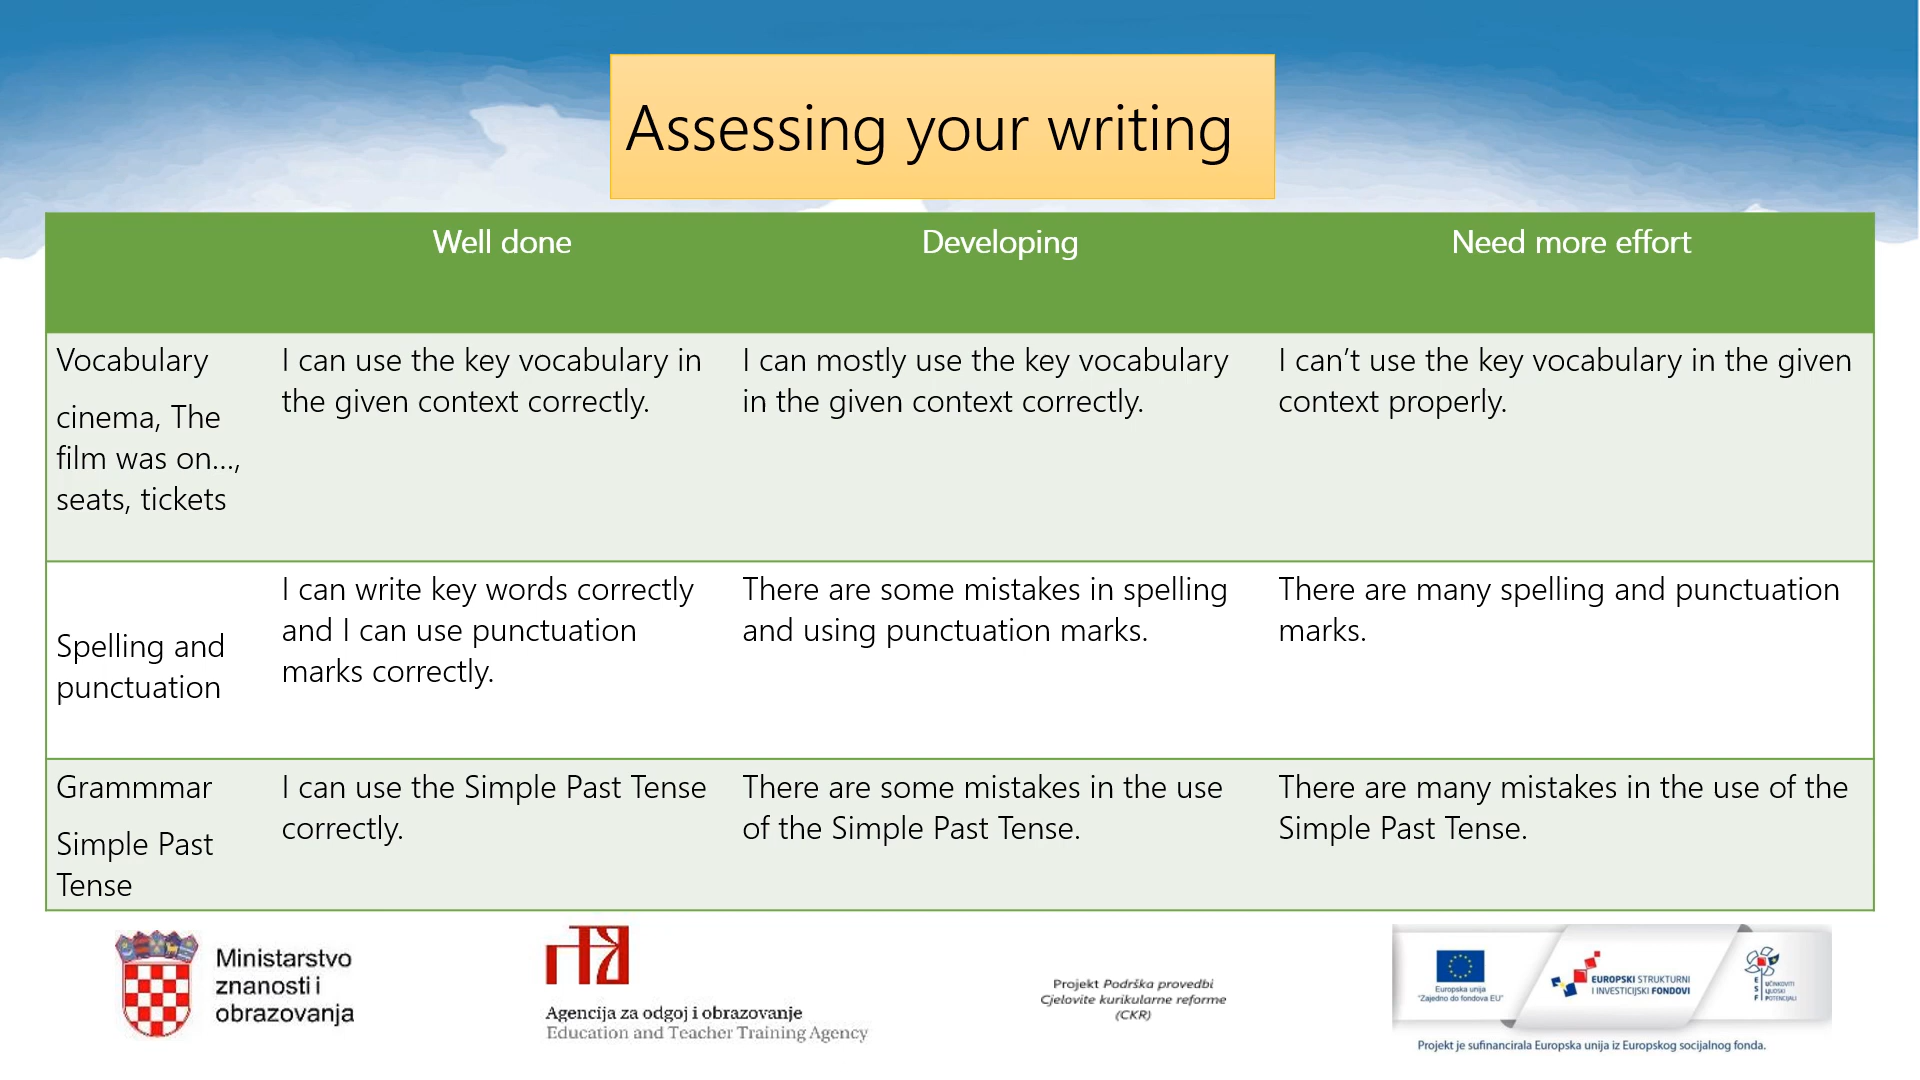 Assessing your writing
Well done
Developing
Need more effort
Vocabulary
cinema, The
film was on...,
seats, tickets
I can use the key vocabulary in
the given context correctly.
I can mostly use the key vocabulary
in the given context correctly.
I can’t use the key vocabulary in the given
context properly.
Spelling and
punctuation
I can write key words correctly
and I can use punctuation
marks correctly.
There are some mistakes in spelling
and using punctuation marks.
There are many spelling and punctuation
marks.
Grammmar
Simple Past
Tense
I can use the Simple Past Tense
correctly.
There are some mistakes in the use
of the Simple Past Tense.
There are many mistakes in the use of the
Simple Past Tense.
Ministarstvo
znanosti i
obrazovanja
Agencija za odgoj i obrazovanje
Education and Teacher Training Agency
Projekt Podrška provedbi
Cjelovite kurikularne reforme
(CKR)
Europska unija
"Zajedno do fondova EU"
EUROPSKI STRUKTURNI
I INVESTICIJSKI FONDOVI
ESF
UČINKOVITI
LJUDSKI
POTENCIJALI
Projekt je sufinancirala Europska unija iz Europskog socijalnog fonda.